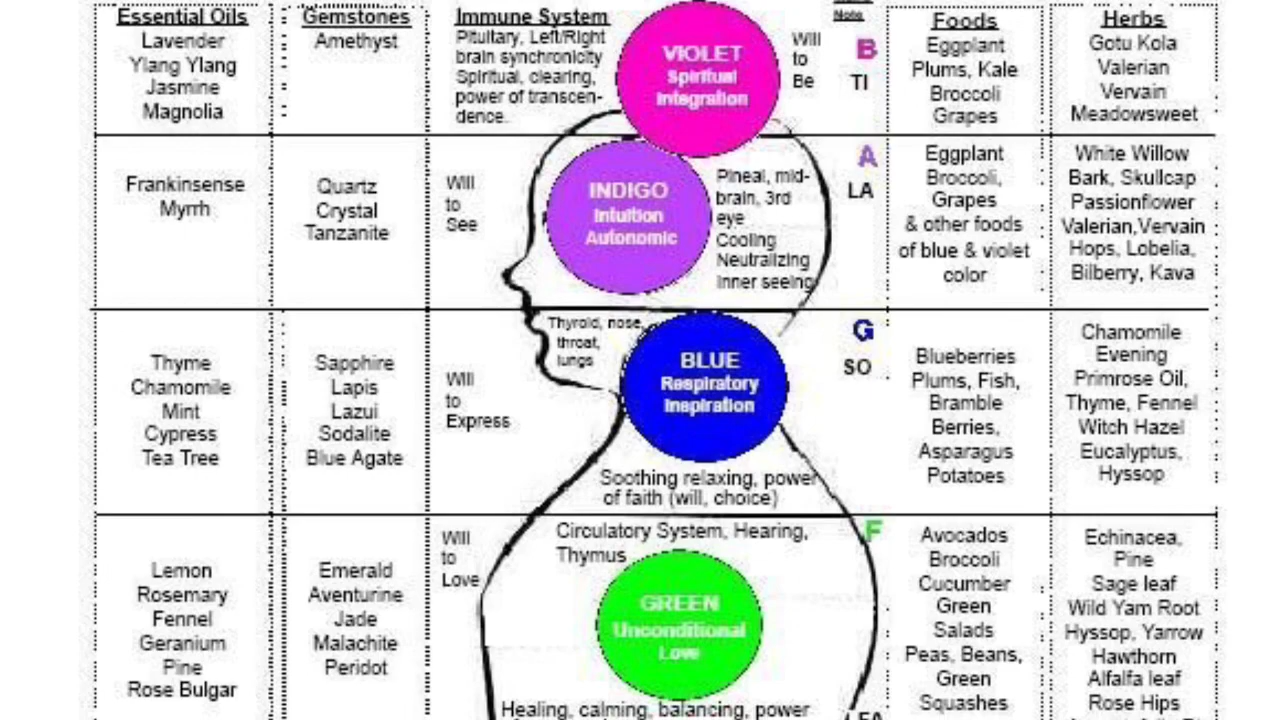 Essential Oils
Lavender
Ylang Ylang
Jasmine
Magnolia
Gemstones
Amethyst
Immune System
Pituitary, Left/Right
brain synchronicity
Spiritual, clearing,
power of transcen-
dence.
VIOLET
Spiritual
Integration
Will
to
Be
Note
B
TI
Foods
Eggplant
Plums, Kale
Broccoli
Grapes
Herbs
Gotu Kola
Valerian
Vervain
Meadowsweet
Frankinsense
Myrrh
Quartz
Crystal
Tanzanite
Will
to
See
INDIGO
Intuition
Autonomic
Pineal, mid-
brain, 3rd
eye
Cooling
Neutralizing
Inner seeing
A
LA
Eggplant
Broccoli,
Grapes
& other foods
of blue & violet
color
White Willow
Bark, Skullcap
Passionflower
Valerian,Vervain
Hops, Lobelia,
Bilberry, Kava
Thyme
Chamomile
Mint
Cypress
Tea Tree
Sapphire
Lapis
Lazui
Sodalite
Blue Agate
Will
to
Express
Thyroid, nose,
throat,
lungs
BLUE
Respiratory
Inspiration
Soothing relaxing, power
of faith (will, choice)
G
SO
Blueberries
Plums, Fish,
Bramble
Berries,
Asparagus
Potatoes
Chamomile
Evening
Primrose Oil,
Thyme, Fennel
Witch Hazel
Eucalyptus,
Hyssop
Lemon
Rosemary
Fennel
Geranium
Pine
Rose Bulgar
Emerald
Aventurine
Jade
Malachite
Peridot
Will
to
Love
Circulatory System, Hearing,
Thymus
GREEN
Unconditional
Love
Healing, calming, balancing, power
F
Avocados
Broccoli
Cucumber
Green
Salads
Peas, Beans,
Green
Squashes
Echinacea,
Pine
Sage leaf
Wild Yam Root
Hyssop, Yarrow
Hawthorn
Alfalfa leaf
Rose Hips